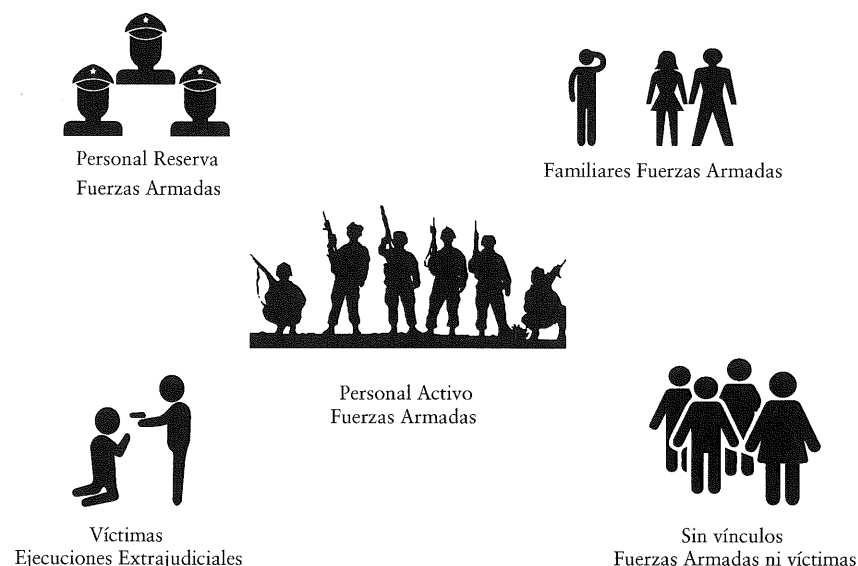 Personal Reserva
Fuerzas Armadas
Familiares Fuerzas Armadas
Personal Activo
Fuerzas Armadas
Víctimas
Ejecuciones Extrajudiciales
Sin vínculos
Fuerzas Armadas ni víctimas